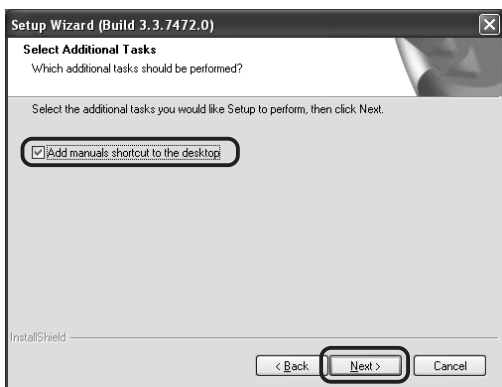 Setup Wizard (Build 3.3.7472.0)
Select Additional Tasks
Which additional tasks should be performed?
Select the additional tasks you would like Setup to perform, then click Next.
Add manuals shortcut to the desktop
InstallShield
< Back
Next >
Cancel